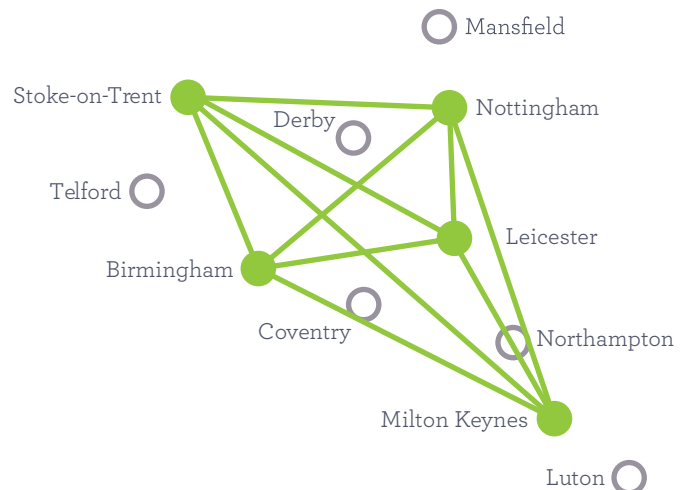 Mansfield
Stoke-on-Trent
Nottingham
Derby
Telford
Leicester
Birmingham
Coventry
Northampton
Milton Keynes
Luton